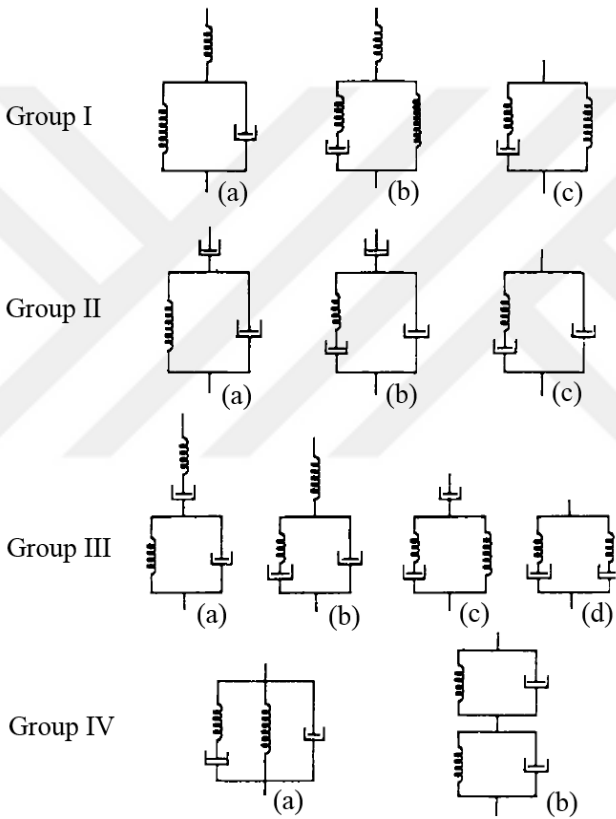 Group I
(a) (b) (c)
Group II
(a) (b) (c)
Group III
(a) (b) (c) (d)
Group IV
(a) (b)